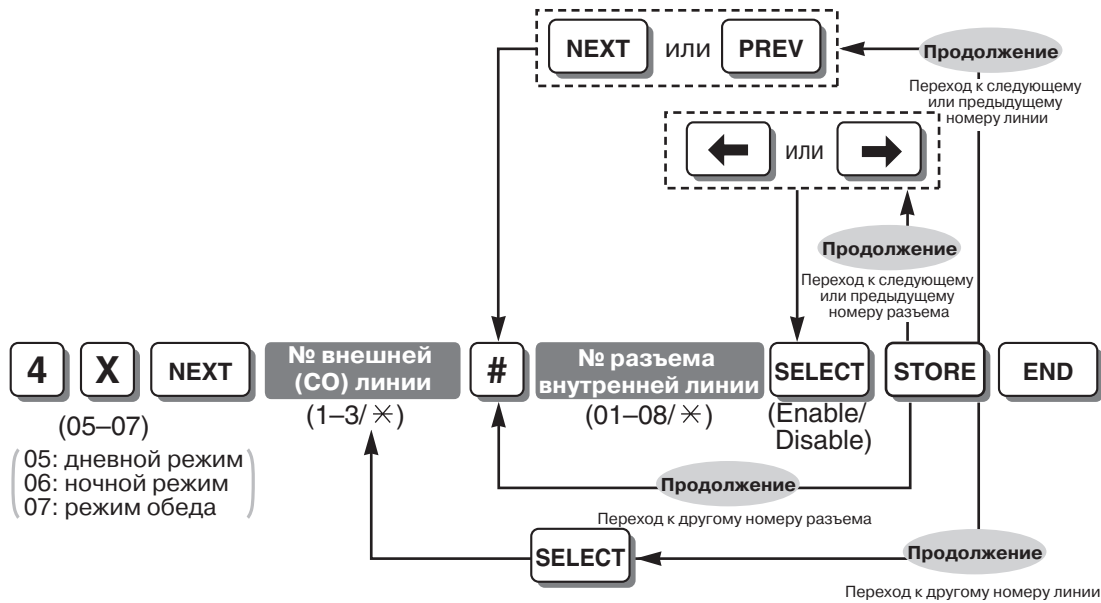 NEXT или PREV
Продолжение
Переход к следующему
или предыдущему
номеру линии
← или →
Продолжение
Переход к следующему
или предыдущему
номеру разъема
4 X NEXT № внешней (CO) линии # № разъема внутренней линии SELECT STORE END
(05–07)
(1–3/✳)
(01–08/✳)
(Enable/
Disable)
05: дневной режим
06: ночной режим
07: режим обеда
Продолжение
Переход к другому номеру разъема
SELECT
Продолжение
Переход к другому номеру линии